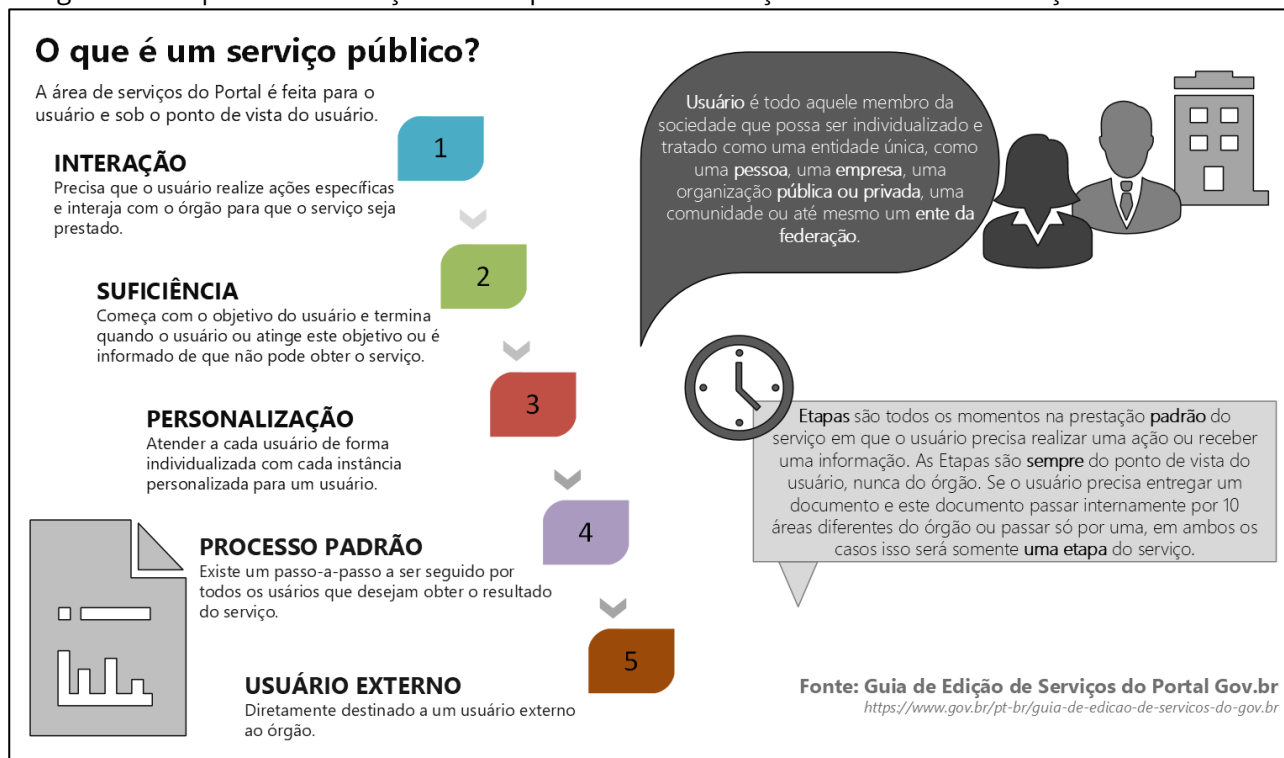 O que é um serviço público?
A área de serviços do Portal é feita para o
usuário e sob o ponto de vista do usuário.
1
INTERAÇÃO
Precisa que o usuário realize ações específicas
e interaja com o órgão para que o serviço seja
prestado.
2
SUFICIÊNCIA
Começa com o objetivo do usuário e termina
quando o usuário ou atinge este objetivo ou é
informado de que não pode obter o serviço.
3
PERSONALIZAÇÃO
Atender a cada usuário de forma
individualizada com cada instância
personalizada para um usuário.
4
PROCESSO PADRÃO
Existe um passo-a-passo a ser seguido por
todos os usários que desejam obter o resultado
do serviço.
5
USUÁRIO EXTERNO
Diretamente destinado a um usuário externo
ao órgão.
Usuário é todo aquele membro da
sociedade que possa ser individualizado e
tratado como uma entidade única, como
uma pessoa, uma empresa, uma
organização pública ou privada, uma
comunidade ou até mesmo um ente da
federação.
Etapas são todos os momentos na prestação padrão do
serviço em que o usuário precisa realizar uma ação ou receber
uma informação. As Etapas são sempre do ponto de vista do
usuário, nunca do órgão. Se o usuário precisa entregar um
documento e este documento passar internamente por 10
áreas diferentes do órgão ou passar só por uma, em ambos os
casos isso será somente uma etapa do serviço.
Fonte: Guia de Edição de Serviços do Portal Gov.br
https://www.gov.br/pt-br/guia-de-edicao-de-servicos-do-gov.br